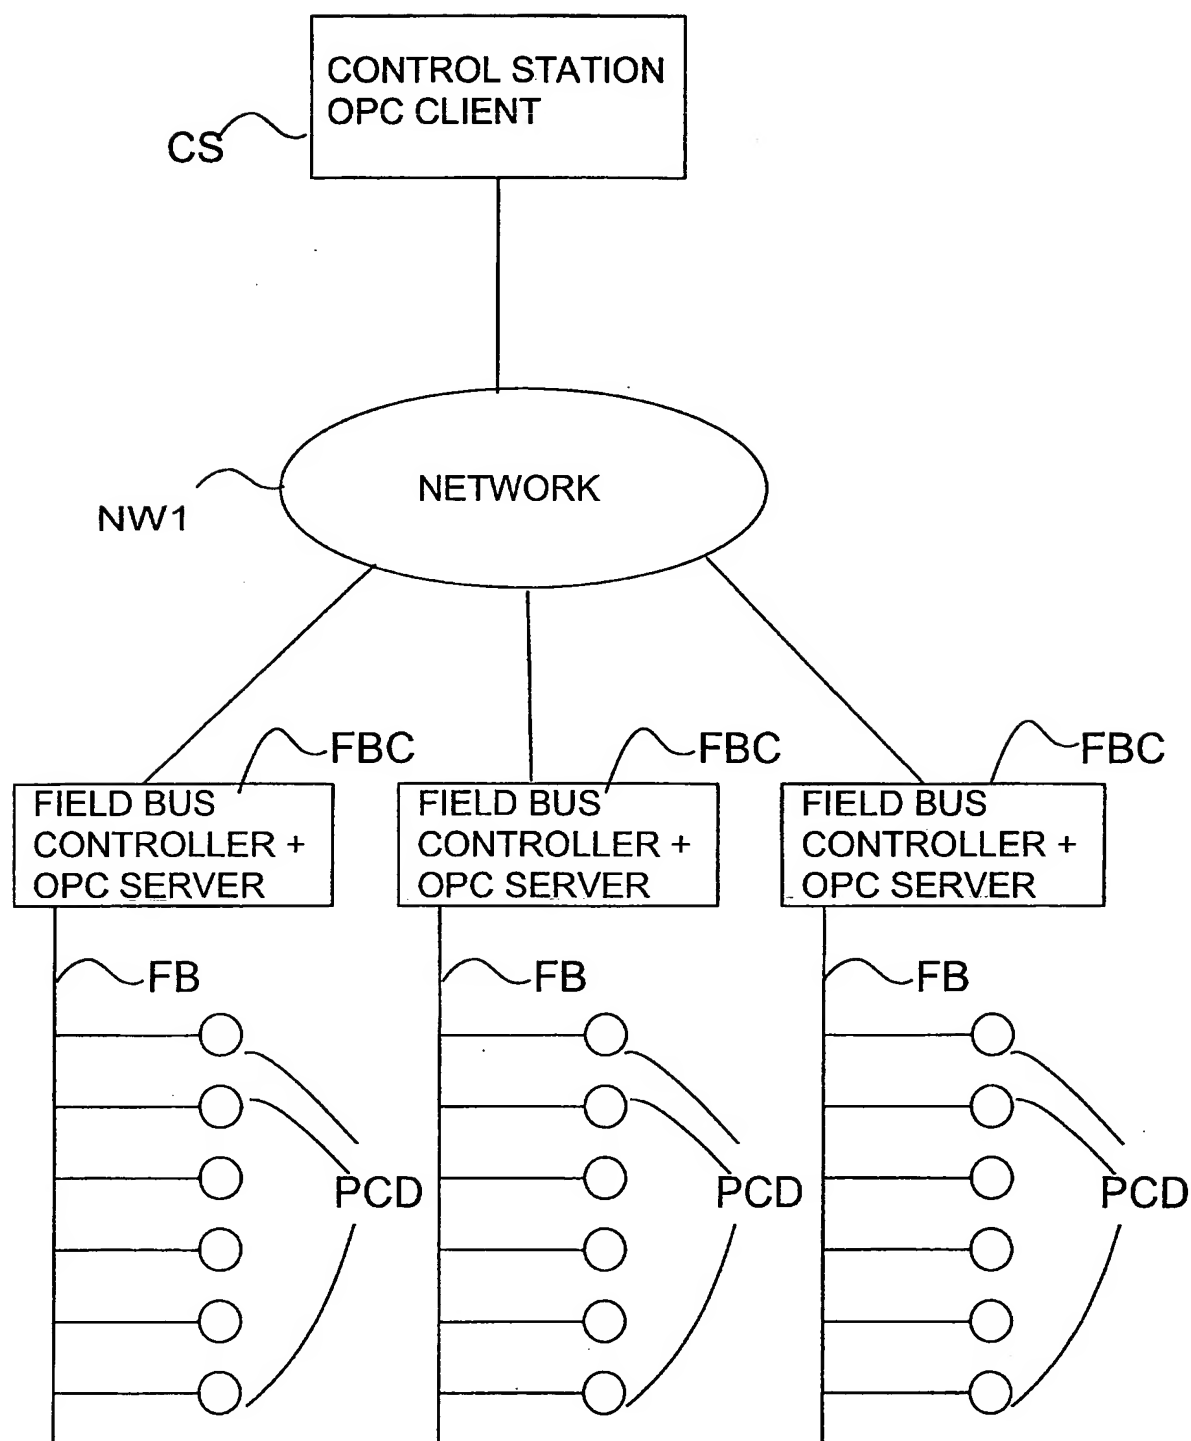 CONTROL STATION
OPC CLIENT
CS
NETWORK
NW1
FBC
FBC
FBC
FIELD BUS
CONTROLLER +
OPC SERVER
FIELD BUS
CONTROLLER +
OPC SERVER
FIELD BUS
CONTROLLER +
OPC SERVER
FB
FB
FB
PCD
PCD
PCD